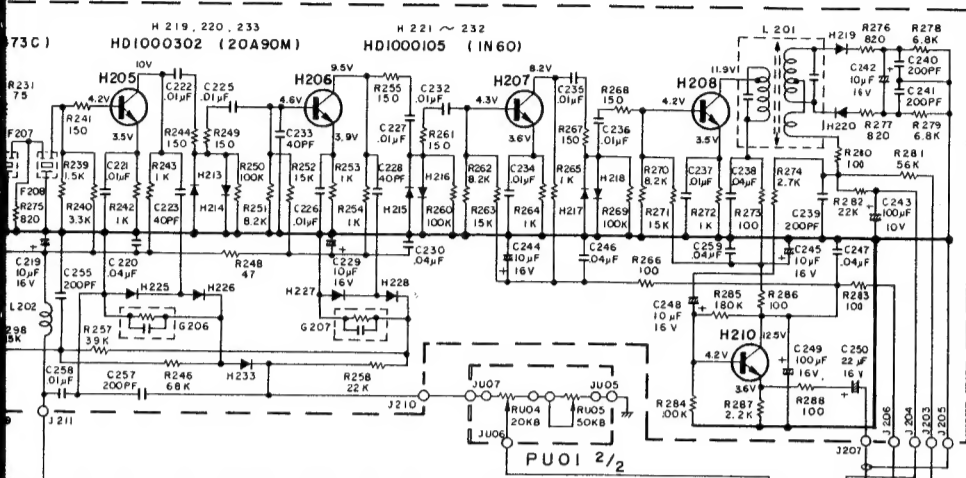 H 219, 220, 233
HD1000302 (20A90M)
H 221 ～ 232
HD1000105 (1N60)
473C)
L 201
H219
R276
820
R278
6.8K
C242
10μF
16V
C240
200PF
C241
200PF
H220
R277
820
R279
6.8K
10V
H205
4.2V
3.5V
C222
.01μF
C225
.01μF
9.5V
H206
4.6V
3.9V
R255
150
C232
.01μF
8.2V
H207
4.3V
3.6V
C235
.01μF
R268
150
11.9V
H208
4.2V
3.5V
R231
75
F207
R241
150
R244
150
R249
150
C233
40PF
C227
.01μF
R261
150
R267
150
C236
.01μF
R280
100
R281
56K
F208
R275
820
R239
1.5K
C221
.01μF
R243
1K
H213
R250
100K
R252
15K
R253
1K
C228
40PF
H216
R262
8.2K
C234
.01μF
R265
1K
H218
R270
8.2K
C237
.01μF
C238
.04μF
R274
2.7K
R240
3.3K
R242
1K
C223
40PF
H214
R251
8.2K
C226
.01μF
R254
1K
H215
R260
100K
R263
15K
R264
1K
H217
R269
100K
R271
15K
R272
1K
R273
100
C239
200PF
R282
22K
C243
100μF
10V
C219
10μF
16V
C220
.04μF
R248
47
C229
10μF
16V
C230
.04μF
C244
10μF
16V
C246
.04μF
R266
100
C259
.04μF
C245
10μF
16V
C247
.04μF
C255
200PF
H225
H226
H227
H228
R283
100
L202
G206
G207
C248
10μF
16V
R285
180K
R286
100
R298
15K
R257
39K
H210
12.5V
4.2V
3.6V
C249
100μF
16V
C250
22μF
16V
C258
.01μF
C257
200PF
R246
68K
H233
R258
22K
JU07
JU05
RU04
20KB
RU05
50KB
R284
100K
R287
2.2K
R288
100
J211
J210
JU06
PU01 2/2
J207
J206
J204
J203
J205